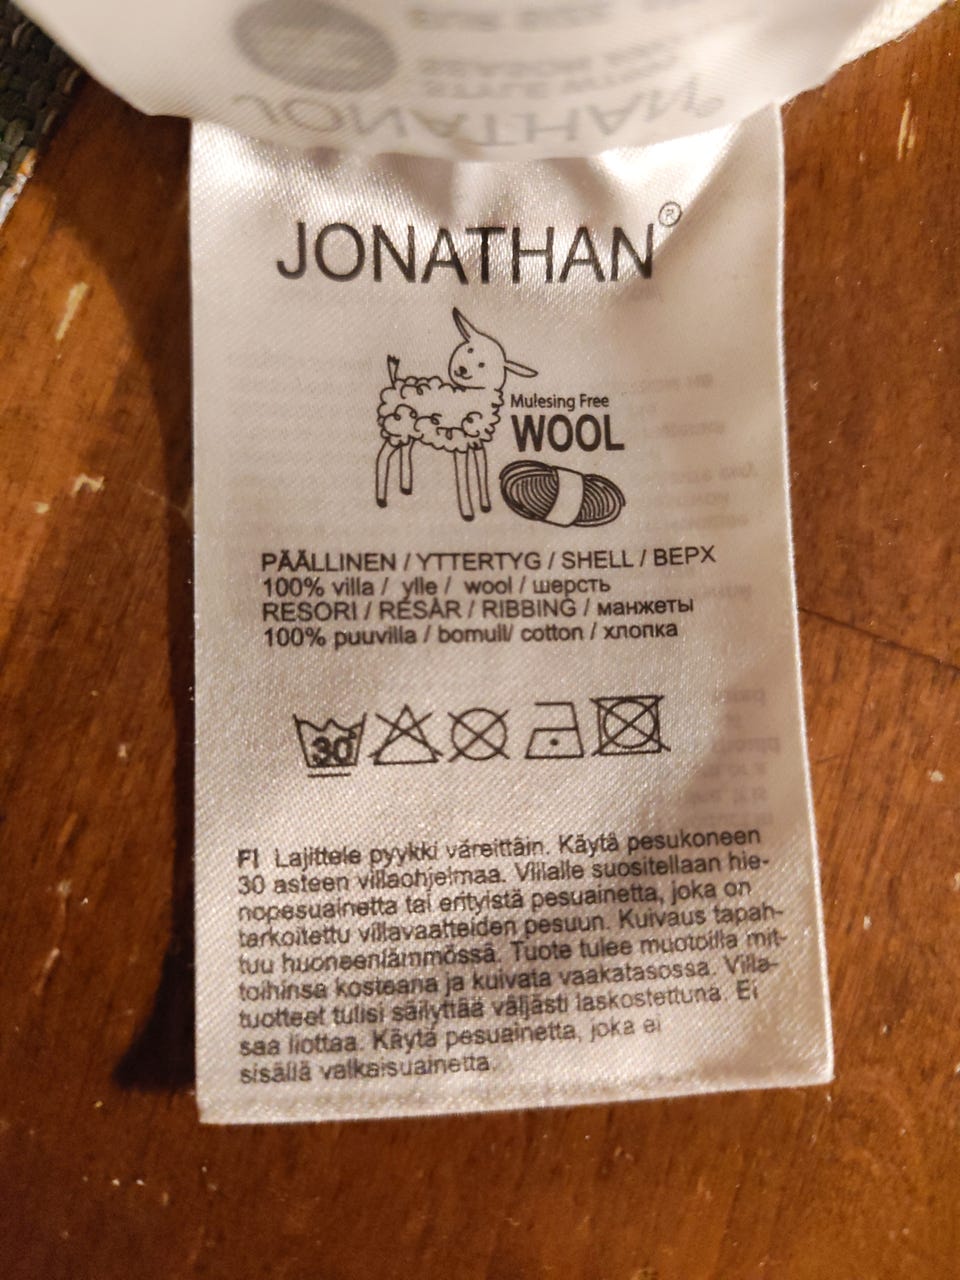 JONATHAN®
Mulesing Free
WOOL
PÄÄLLINEN / YTTERTYG / SHELL / ВЕРХ
100% villa / ylle / wool / шерсть
RESORI / RESÅR / RIBBING / манжеты
100% puuvilla / bomull/ cotton / хлопка
30
FI Lajittele pyykki väreittäin. Käytä pesukoneen
30 asteen villaohjelmaa. Villalle suositellaan hie-
nopesuainetta tai erityistä pesuainetta, joka on
tarkoitettu villavaatteiden pesuun. Kuivaus tapah-
tuu huoneenlämmössä. Tuote tulee muotoilla mit-
toihinsa kosteana ja kuivata vaakatasossa. Villa-
tuotteet tulisi säilyttää väljästi laskostettuna. Ei
saa liottaa. Käytä pesuainetta, joka ei
sisällä valkaisuainetta.